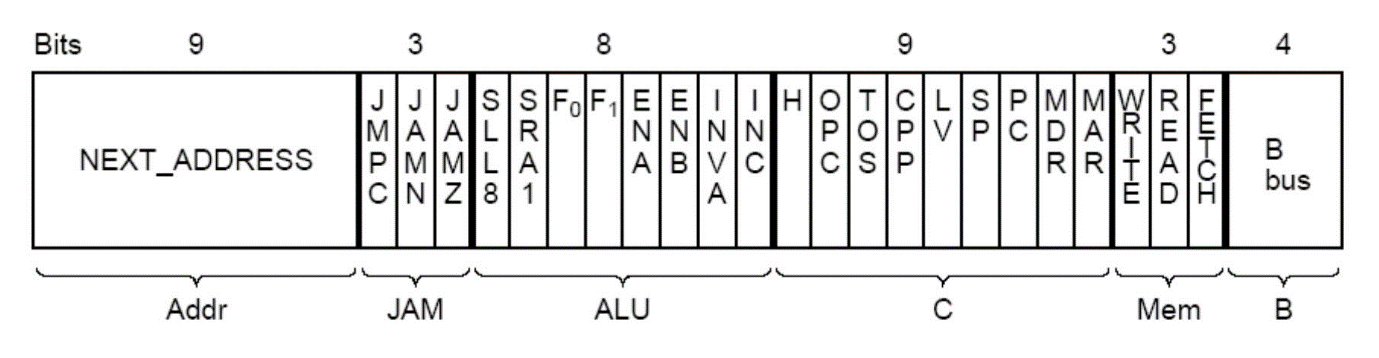 Bits 9 3 8 9 3 4
NEXT_ADDRESS
JMPC
JAMN
JAMZ
SLL8
SRA1
F0
F1
ENA
ENB
INVA
INC
H
OPC
TOS
CPP
LV
SP
PC
MDR
MAR
WRITE
READ
FETCH
B
bus
Addr JAM ALU C Mem B